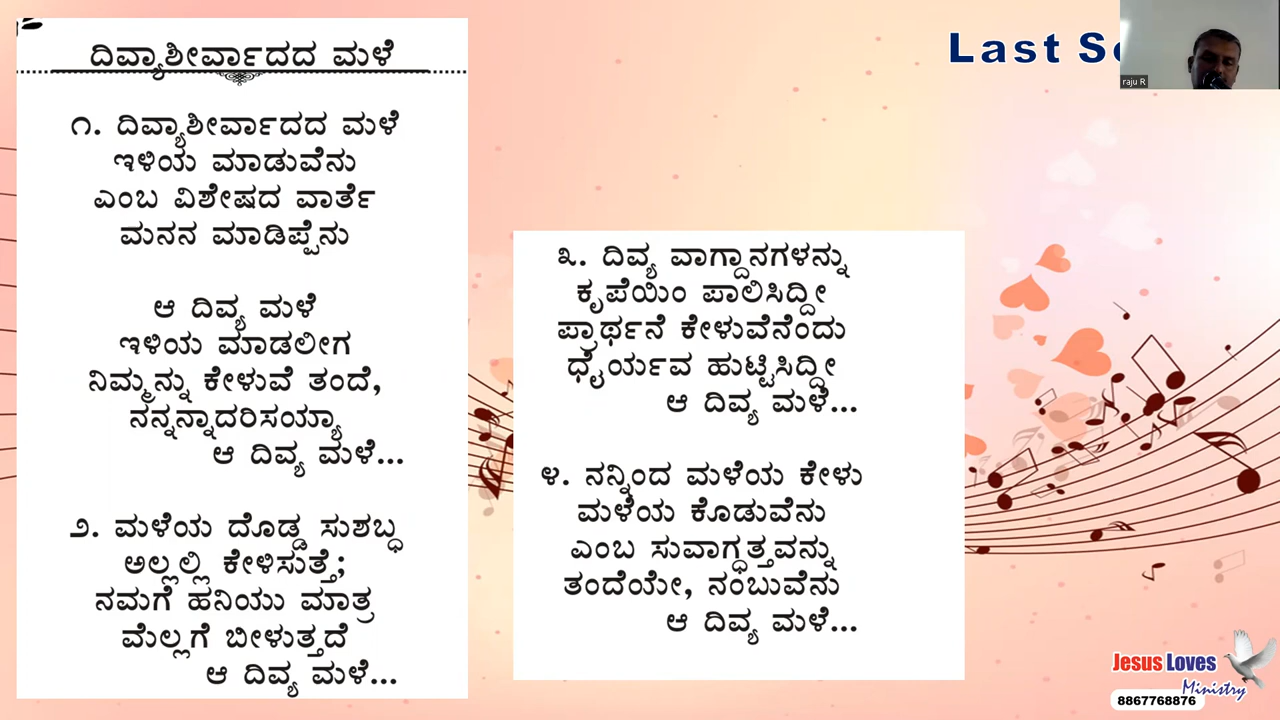 ದಿವ್ಯಾಶೀರ್ವಾದದ ಮಳೆ
೧. ದಿವ್ಯಾಶೀರ್ವಾದದ ಮಳೆ
ಇಳಿಯ ಮಾಡುವೆನು
ಎಂಬ ವಿಶೇಷದ ವಾರ್ತೆ
ಮನನ ಮಾಡಿಪ್ಪೆನು
ಆ ದಿವ್ಯ ಮಳೆ
ಇಳಿಯ ಮಾಡಲೀಗ
ನಿಮ್ಮನ್ನು ಕೇಳುವೆ ತಂದೆ,
ನನ್ನನ್ನಾದರಿಸಯ್ಯಾ
ಆ ದಿವ್ಯ ಮಳೆ...
೨. ಮಳೆಯ ದೊಡ್ಡ ಸುಶಬ್ಧ
ಅಲ್ಲಲ್ಲಿ ಕೇಳಿಸುತ್ತೆ;
ನಮಗೆ ಹನಿಯು ಮಾತ್ರ
ಮೆಲ್ಲಗೆ ಬೀಳುತ್ತದೆ
ಆ ದಿವ್ಯ ಮಳೆ...
೩. ದಿವ್ಯ ವಾಗ್ದಾನಗಳನ್ನು
ಕೃಪೆಯಿಂ ಪಾಲಿಸಿದ್ದೀ
ಪ್ರಾರ್ಥನೆ ಕೇಳುವೆನೆಂದು
ಧೈರ್ಯವ ಹುಟ್ಟಿಸಿದ್ದೀ
ಆ ದಿವ್ಯ ಮಳೆ...
೪. ನನ್ನಿಂದ ಮಳೆಯ ಕೇಳು
ಮಳೆಯ ಕೊಡುವೆನು
ಎಂಬ ಸುವಾಗ್ಧತ್ತವನ್ನು
ತಂದೆಯೇ, ನಂಬುವೆನು
ಆ ದಿವ್ಯ ಮಳೆ...
Last
raju R
Jesus Loves
Ministry
8867768876